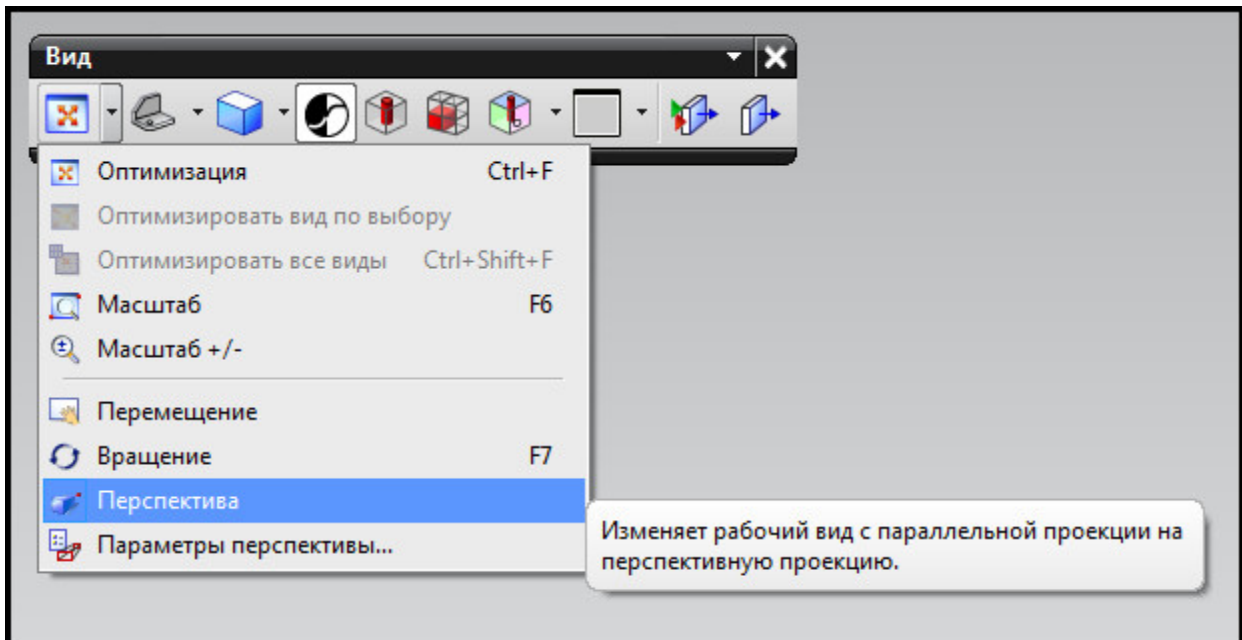 Вид
Оптимизация Ctrl+F
Оптимизировать вид по выбору
Оптимизировать все виды Ctrl+Shift+F
Масштаб F6
Масштаб +/-
Перемещение
Вращение F7
Перспектива
Параметры перспективы...
Изменяет рабочий вид с параллельной проекции на
перспективную проекцию.